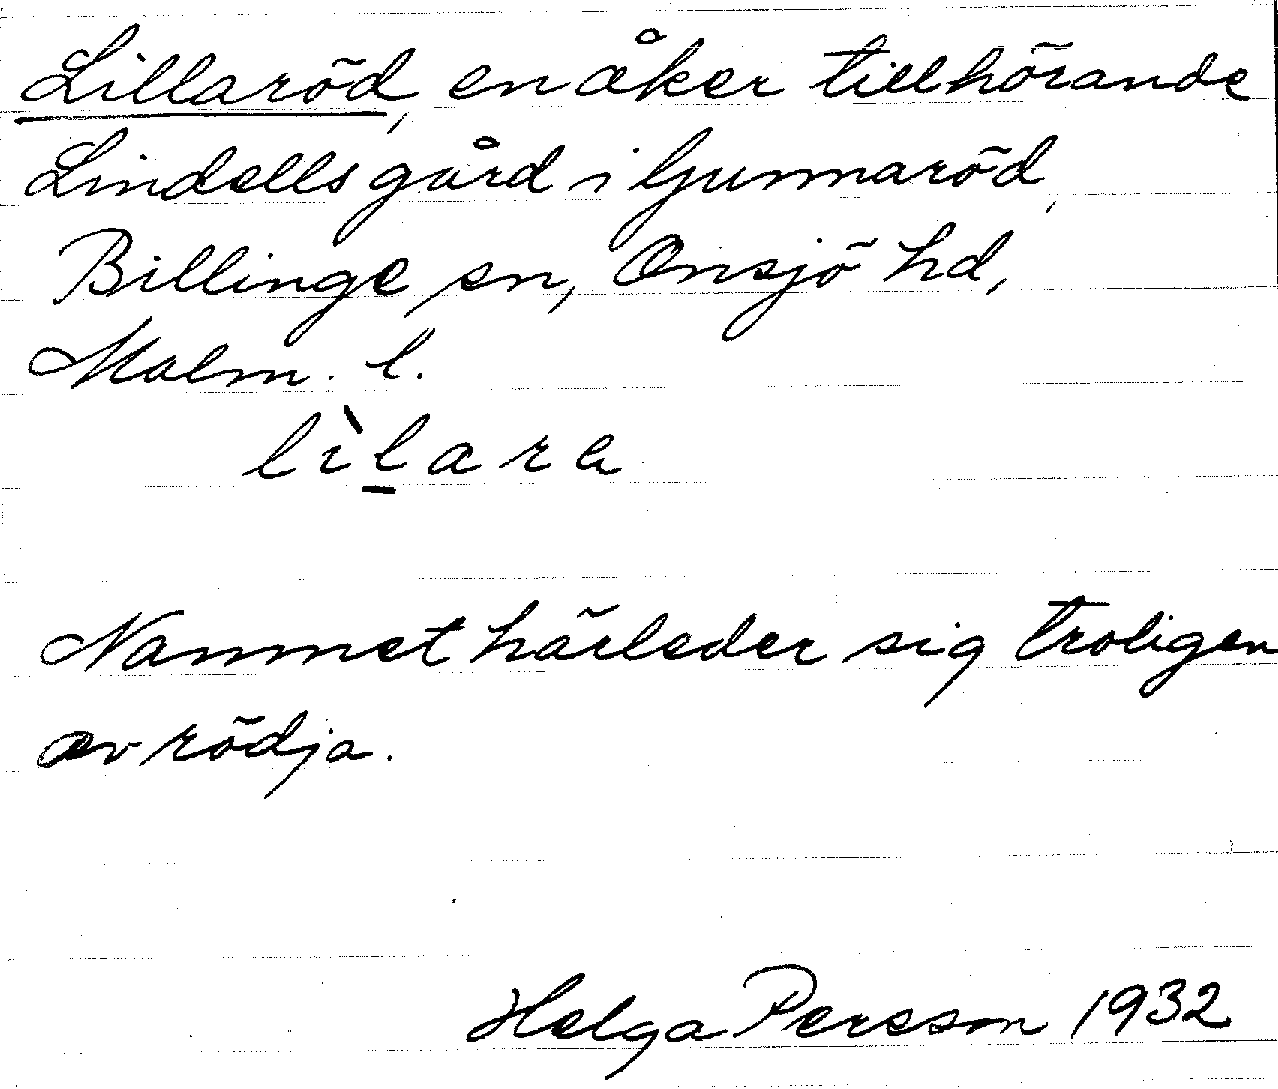 Lillaröd, en åker tillhörande
Lindells gård i Gunnaröd,
Billinge sn, Onsjö hd,
Malm. l.
lìlara
Namnet härleder sig troligen
av rödja.
Helga Persson 1932